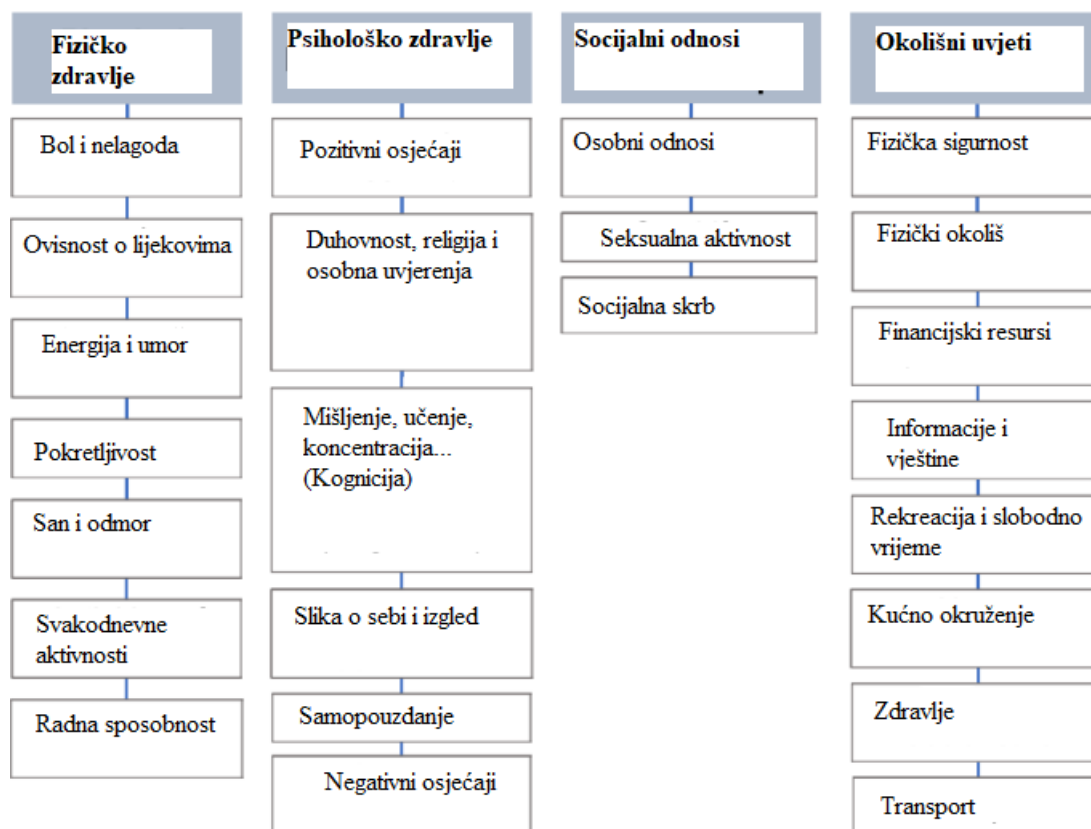 Fizičko
zdravlje
Bol i nelagoda
Ovisnost o lijekovima
Energija i umor
Pokretljivost
San i odmor
Svakodnevne
aktivnosti
Radna sposobnost
Psihološko zdravlje
Pozitivni osjećaji
Duhovnost, religija i
osobna uvjerenja
Mišljenje, učenje,
koncentracija...
(Kognicija)
Slika o sebi i izgled
Samopouzdanje
Negativni osjećaji
Socijalni odnosi
Osobni odnosi
Seksualna aktivnost
Socijalna skrb
Okolišni uvjeti
Fizička sigurnost
Fizički okoliš
Financijski resursi
Informacije i
vještine
Rekreacija i slobodno
vrijeme
Kućno okruženje
Zdravlje
Transport